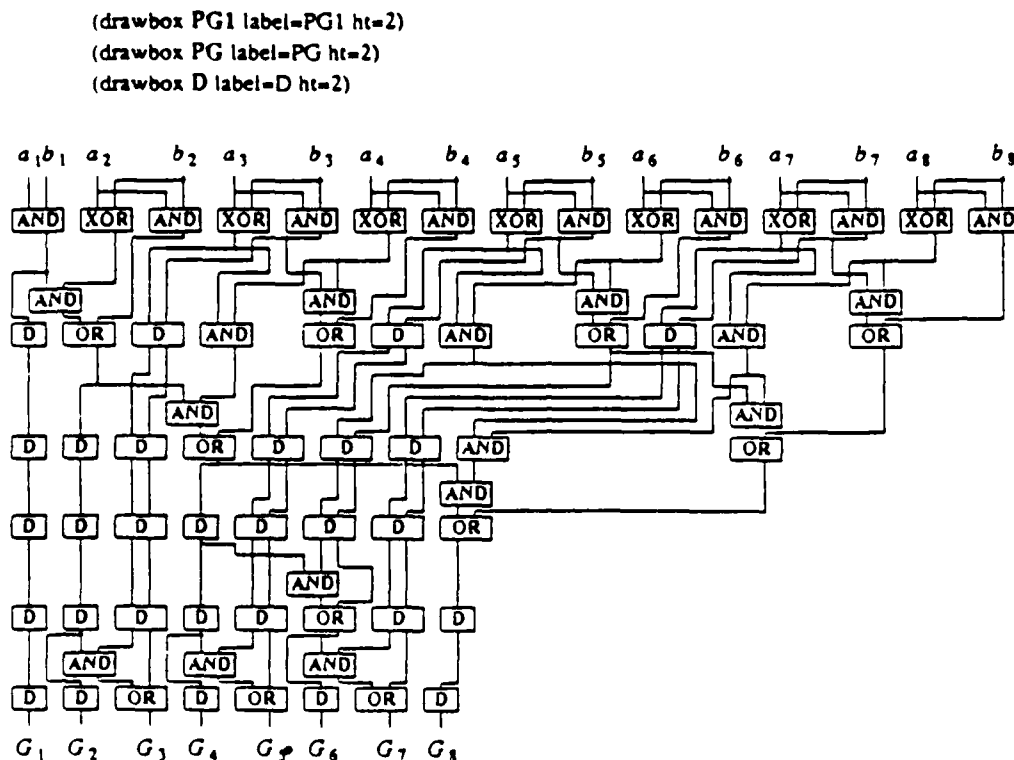 (drawbox PG1 label=PG1 ht=2)
(drawbox PG label=PG ht=2)
(drawbox D label=D ht=2)
a₁ b₁ a₂ b₂ a₃ b₃ a₄ b₄ a₅ b₅ a₆ b₆ a₇ b₇ a₈ b₈
AND XOR AND XOR AND XOR AND XOR AND XOR AND XOR AND XOR AND
AND AND AND AND
D OR D AND OR D AND OR D AND OR
AND AND
D D D OR D D D AND OR
AND
D D D D D D D OR
AND
D D D D D OR D D
AND AND AND
D D OR D OR D OR D
G₁ G₂ G₃ G₄ G₅ G₆ G₇ G₈